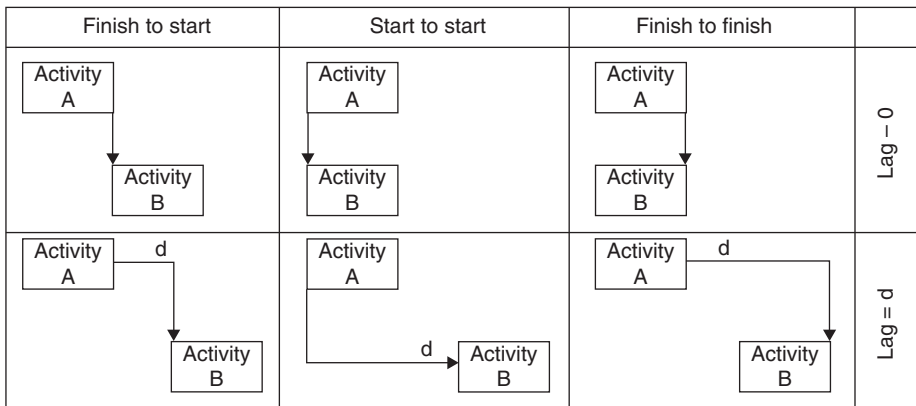 Finish to start
Start to start
Finish to finish
Activity
A
Activity
B
Activity
A
Activity
B
Activity
A
Activity
B
Lag – 0
Activity
A
d
Activity
B
Activity
A
d
Activity
B
Activity
A
d
Activity
B
Lag = d